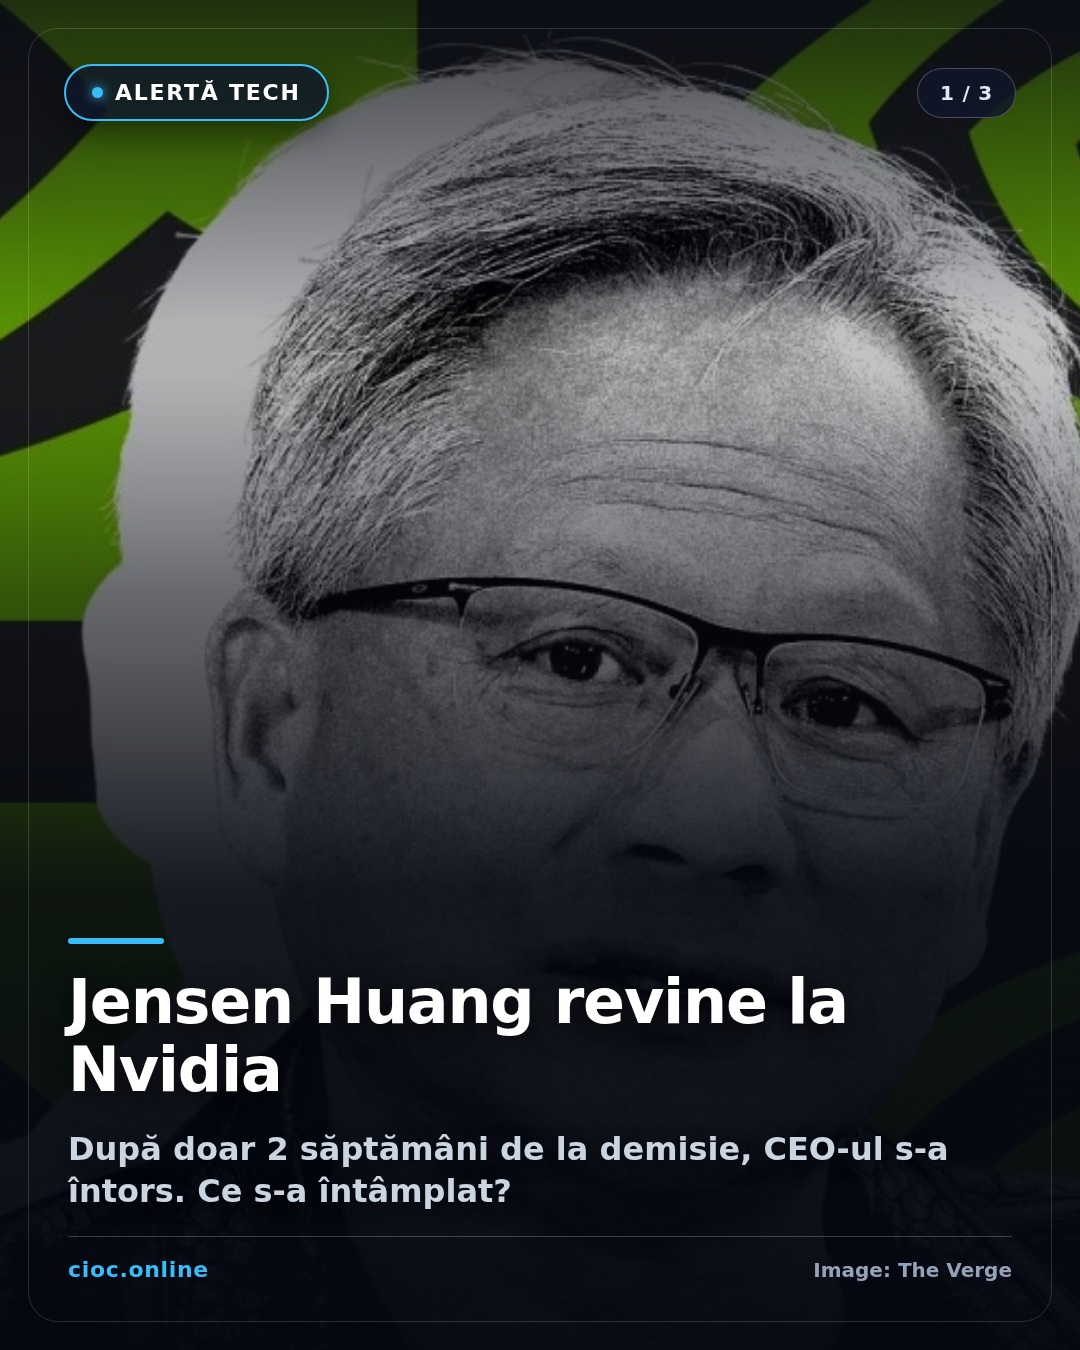 ALERTĂ TECH
1 / 3
Jensen Huang revine la
Nvidia
După doar 2 săptămâni de la demisie, CEO-ul s-a
întors. Ce s-a întâmplat?
cioc.online
Image: The Verge